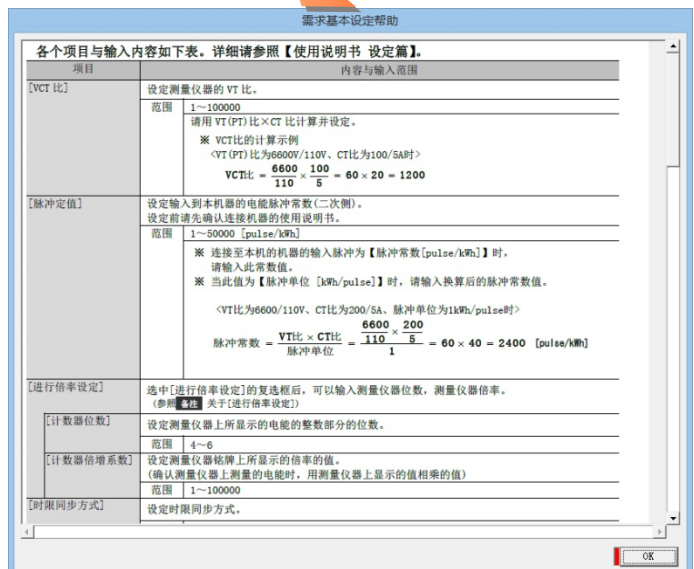 需求基本设定帮助
各个项目与输入内容如下表。详细请参照【使用说明书 设定篇】。
项目 内容与输入范围
[VCT 比] 设定测量仪器的 VT 比。
范围 1～100000
请用 VT(PT)比×CT 比计算并设定。
※ VCT比的计算示例
<VT(PT)比为6600V/110V、CT比为100/5A时>
VCT比 = 6600/110 × 100/5 = 60 × 20 = 1200
[脉冲定值] 设定输入到本机器的电能脉冲常数(二次侧)。
设定前请先确认连接机器的使用说明书。
范围 1～50000 [pulse/kWh]
※ 连接至本机的机器的输入脉冲为【脉冲常数[pulse/kWh]】时，
请输入此常数值。
※ 当此值为【脉冲单位 [kWh/pulse]】时，请输入换算后的脉冲常数值。
<VT比为6600/110V、CT比为200/5A、脉冲单位为1kWh/pulse时>
脉冲常数 = VT比 × CT比/脉冲单位 = 6600/110 × 200/5/1 = 60 × 40 = 2400 [pulse/kWh]
[进行倍率设定] 选中[进行倍率设定]的复选框后，可以输入测量仪器位数，测量仪器倍率。
(参照 备注 关于[进行倍率设定])
[计数器位数] 设定测量仪器上所显示的电能的整数部分的位数。
范围 4～6
[计数器倍增系数] 设定测量仪器铭牌上所显示的倍率的值。
(确认测量仪器上测量的电能时，用测量仪器上显示的值相乘的值)
范围 1～100000
[时限同步方式] 设定时限同步方式。
OK